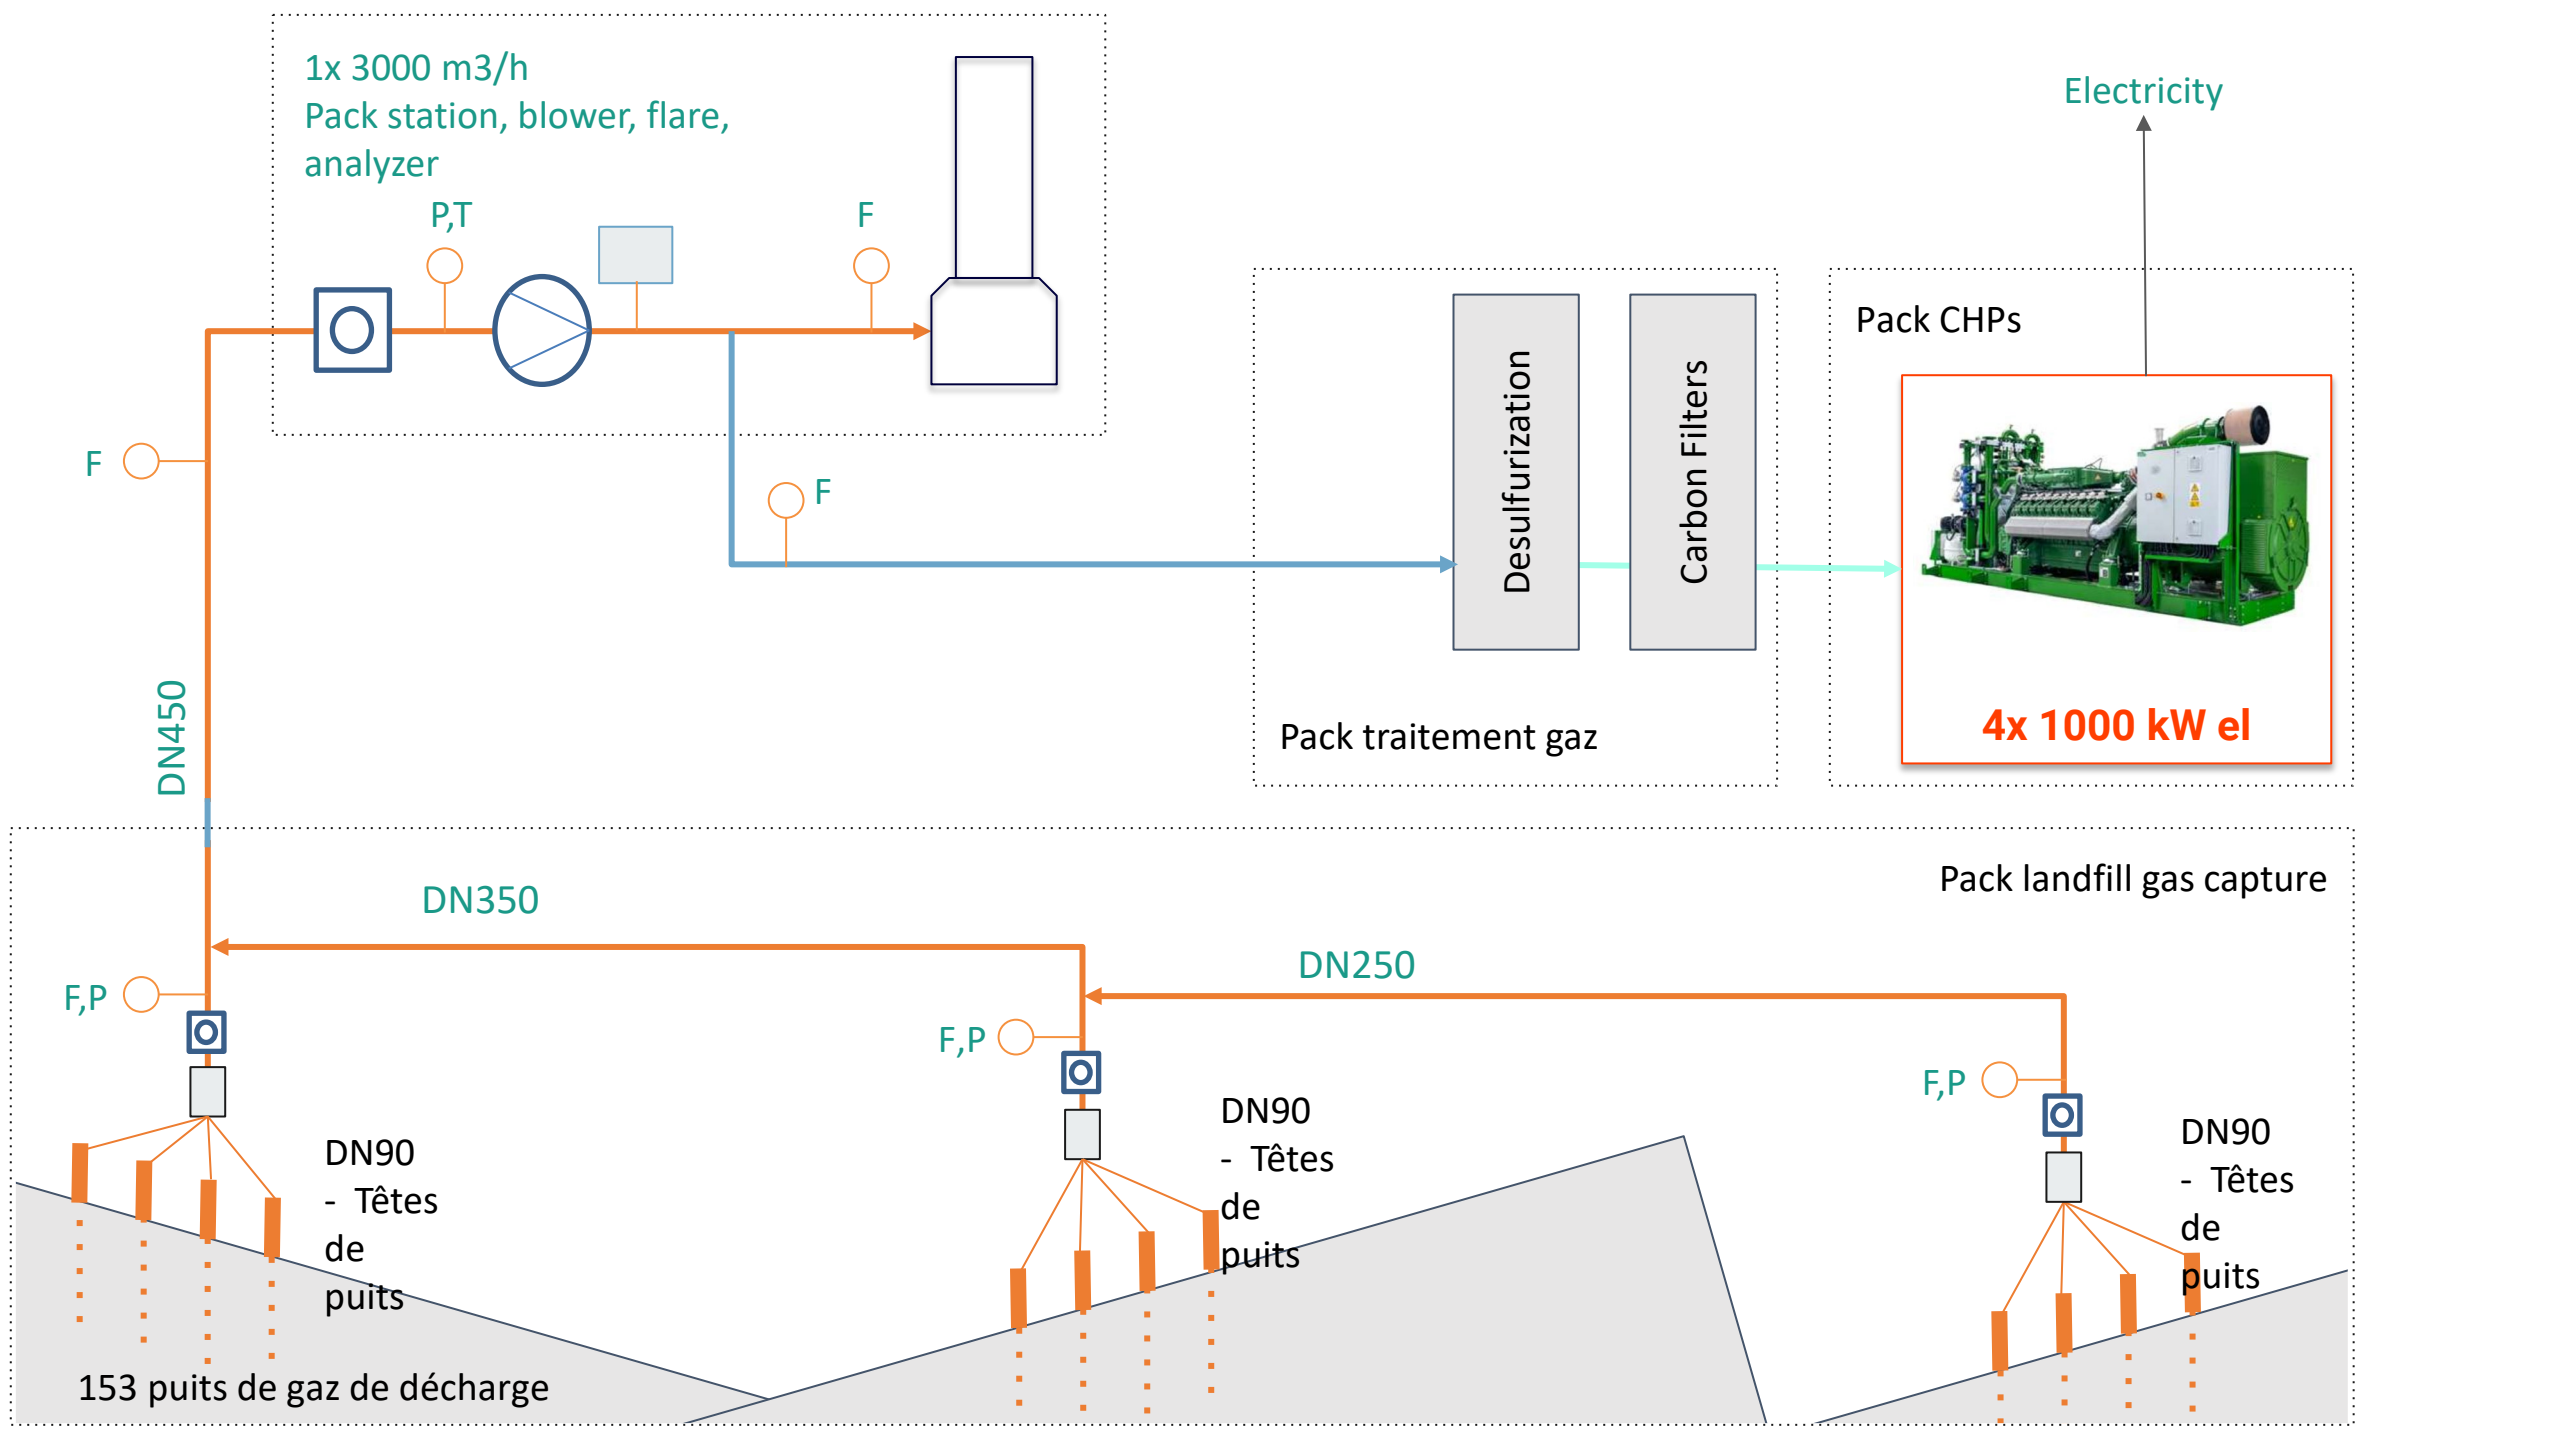 1x 3000 m3/h
Pack station, blower, flare,
analyzer
P,T
F
Electricity
Pack CHPs
Desulfurization
Carbon Filters
F
F
4x 1000 kW el
Pack traitement gaz
DN450
Pack landfill gas capture
DN350
DN250
F,P
F,P
F,P
DN90
- Têtes
de
puits
DN90
- Têtes
de
puits
DN90
- Têtes
de
puits
153 puits de gaz de décharge